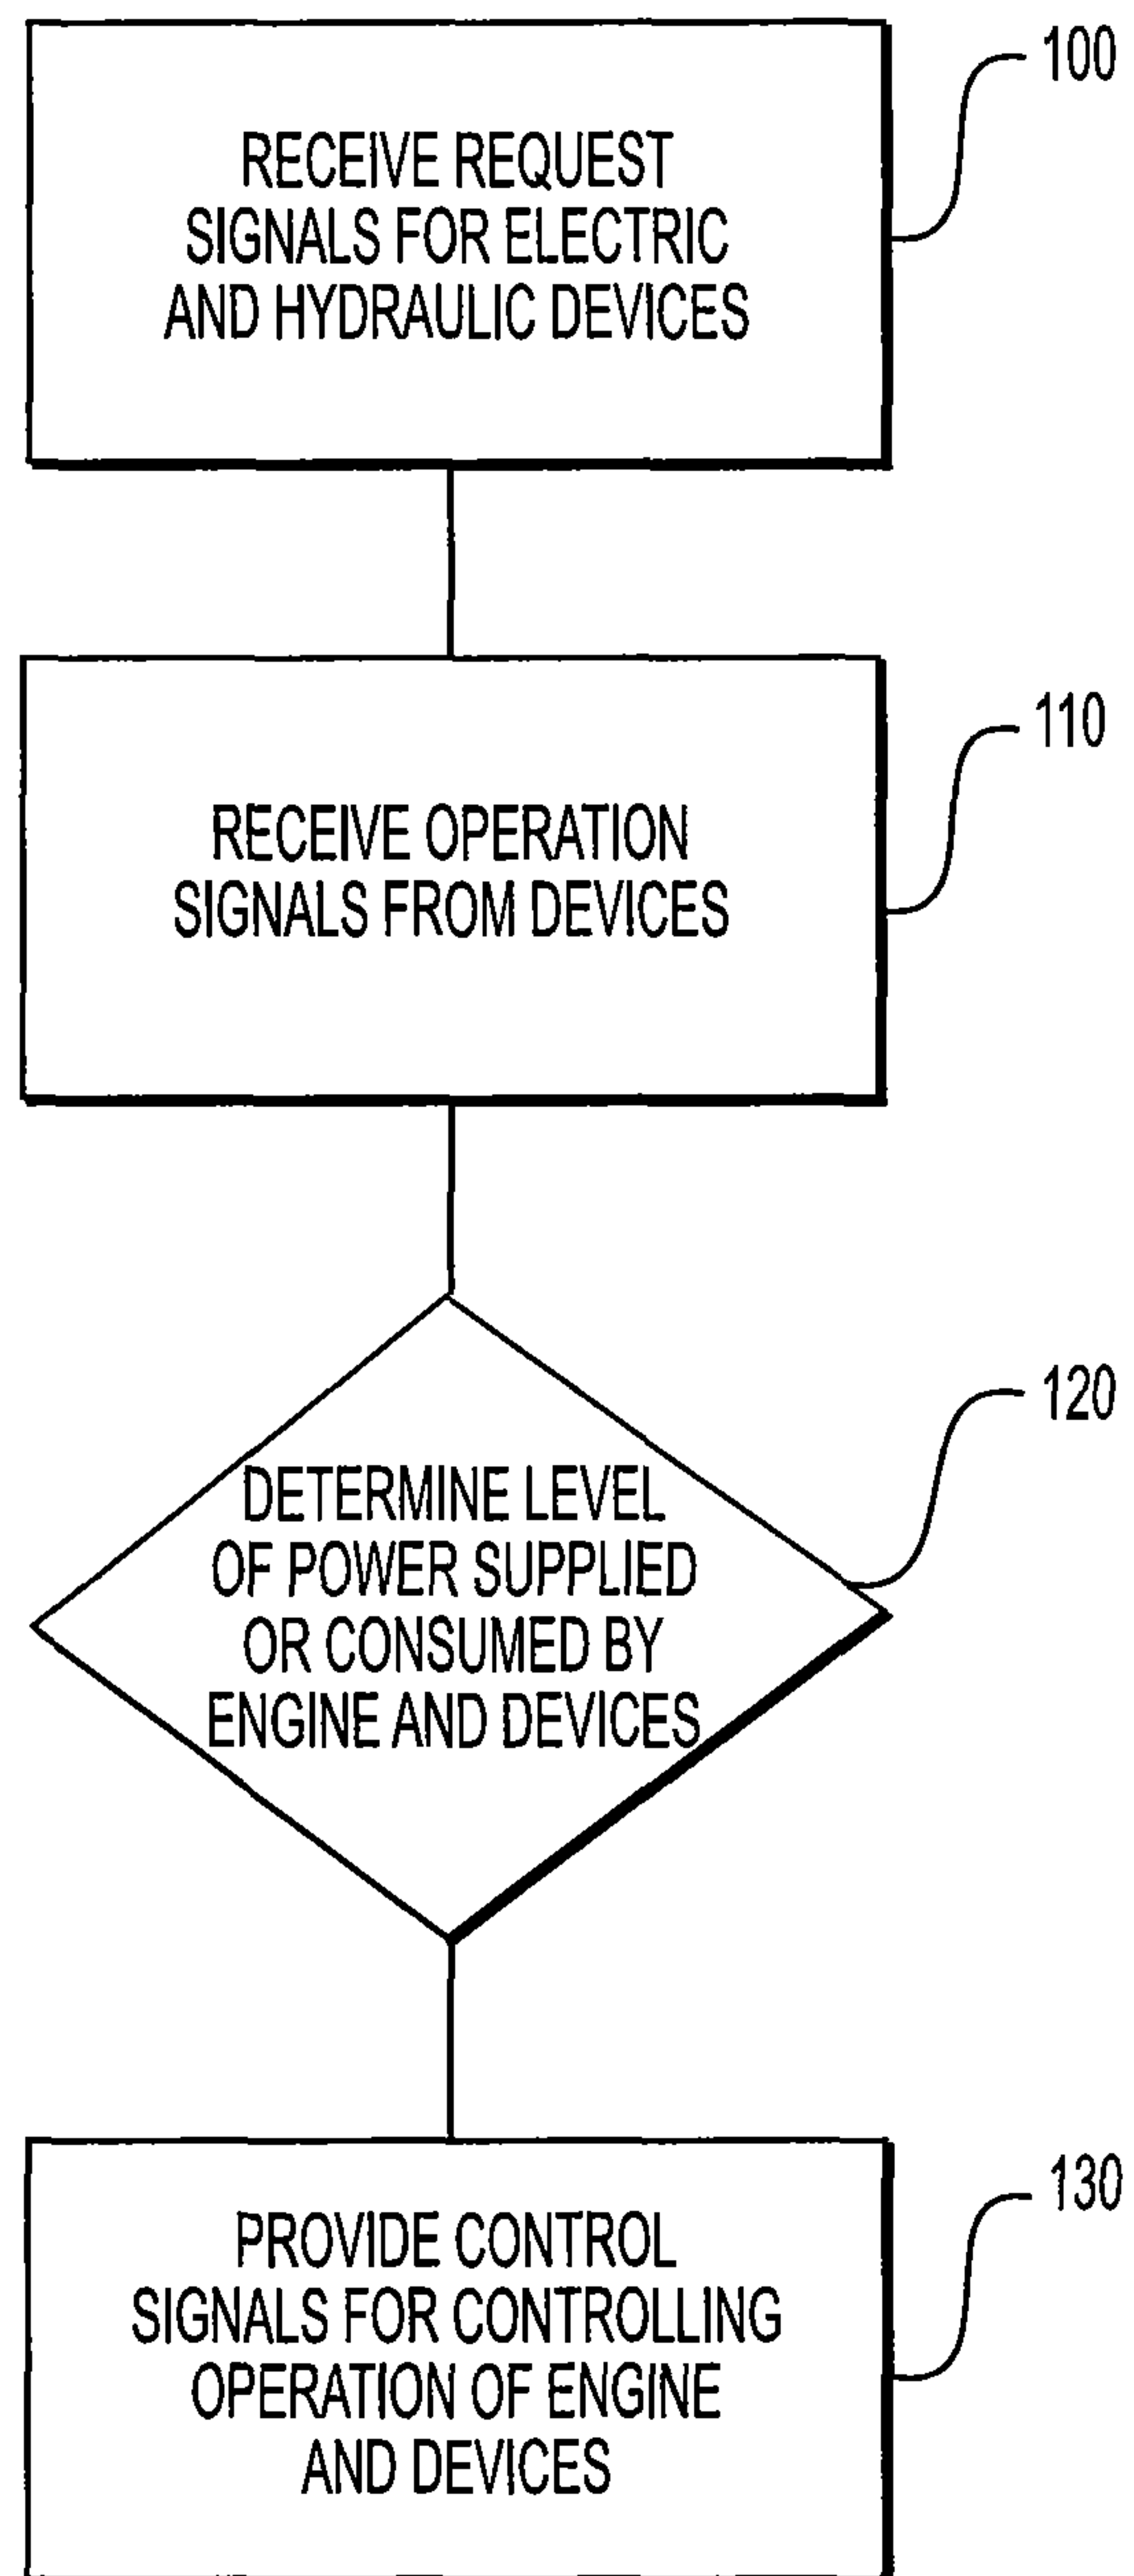 100
RECEIVE REQUEST
SIGNALS FOR ELECTRIC
AND HYDRAULIC DEVICES
110
RECEIVE OPERATION
SIGNALS FROM DEVICES
120
DETERMINE LEVEL
OF POWER SUPPLIED
OR CONSUMED BY
ENGINE AND DEVICES
130
PROVIDE CONTROL
SIGNALS FOR CONTROLLING
OPERATION OF ENGINE
AND DEVICES